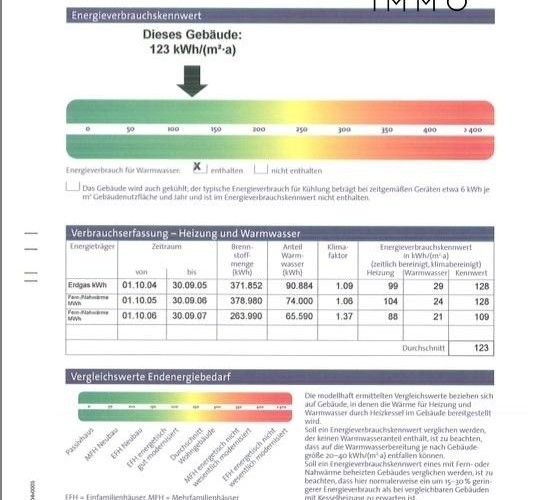 IMMO
Energieverbrauchskennwert
Dieses Gebäude:
123 kWh/(m²·a)
0 50 100 150 200 250 300 350 400 >400
Energieverbrauch für Warmwasser: X enthalten nicht enthalten
Das Gebäude wird auch gekühlt; der typische Energieverbrauch für Kühlung beträgt bei zeitgemäßen Geräten etwa 6 kWh je
m² Gebäudenutzfläche und Jahr und ist im Energieverbrauchskennwert nicht enthalten.
Verbrauchserfassung – Heizung und Warmwasser
Energieträger Zeitraum Brenn- Anteil Klima- Energieverbrauchskennwert
stoff- Warm- faktor in kWh/(m²·a)
menge wasser (zeitlich bereinigt, klimabereinigt)
von bis (kWh) (kWh) Heizung Warmwasser Kennwert
Erdgas kWh 01.10.04 30.09.05 371.852 90.884 1.09 99 29 128
Fern-/Nahwärme MWh 01.10.05 30.09.06 378.980 74.000 1.06 104 24 128
Fern-/Nahwärme MWh 01.10.06 30.09.07 263.990 65.590 1.37 88 21 109
Durchschnitt 123
Vergleichswerte Endenergiebedarf
Passivhaus
MFH Neubau
EFH Neubau
EFH energetisch
gut modernisiert
Durchschnitt
Wohngebäude
MFH energetisch nicht
wesentlich modernisiert
EFH energetisch nicht
wesentlich modernisiert
Die modellhaft ermittelten Vergleichswerte beziehen sich
auf Gebäude, in denen die Wärme für Heizung und
Warmwasser durch Heizkessel im Gebäude bereitgestellt
wird.
Soll ein Energieverbrauchskennwert verglichen werden,
der keinen Warmwasseranteil enthält, ist zu beachten,
dass auf die Warmwasserbereitung je nach Gebäude-
größe 20–40 kWh/(m²·a) entfallen können.
Soll ein Energieverbrauchskennwert eines mit Fern- oder
Nahwärme beheizten Gebäudes verglichen werden, ist zu
beachten, dass hier normalerweise ein um 15–30 % gerin-
gerer Energieverbrauch als bei vergleichbaren Gebäuden
mit Kesselheizung zu erwarten ist.
EFH = Einfamilienhäuser, MFH = Mehrfamilienhäuser